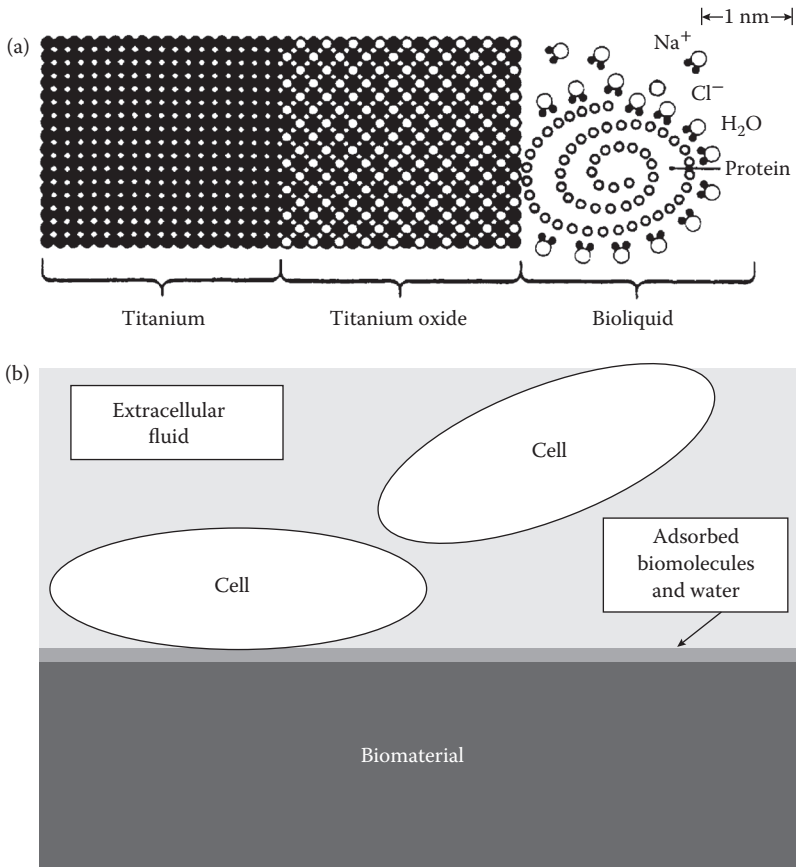 1 nm
(a)
Na⁺
Cl⁻
H₂O
Protein
Titanium
Titanium oxide
Bioliquid
(b)
Extracellular
fluid
Cell
Cell
Adsorbed
biomolecules
and water
Biomaterial